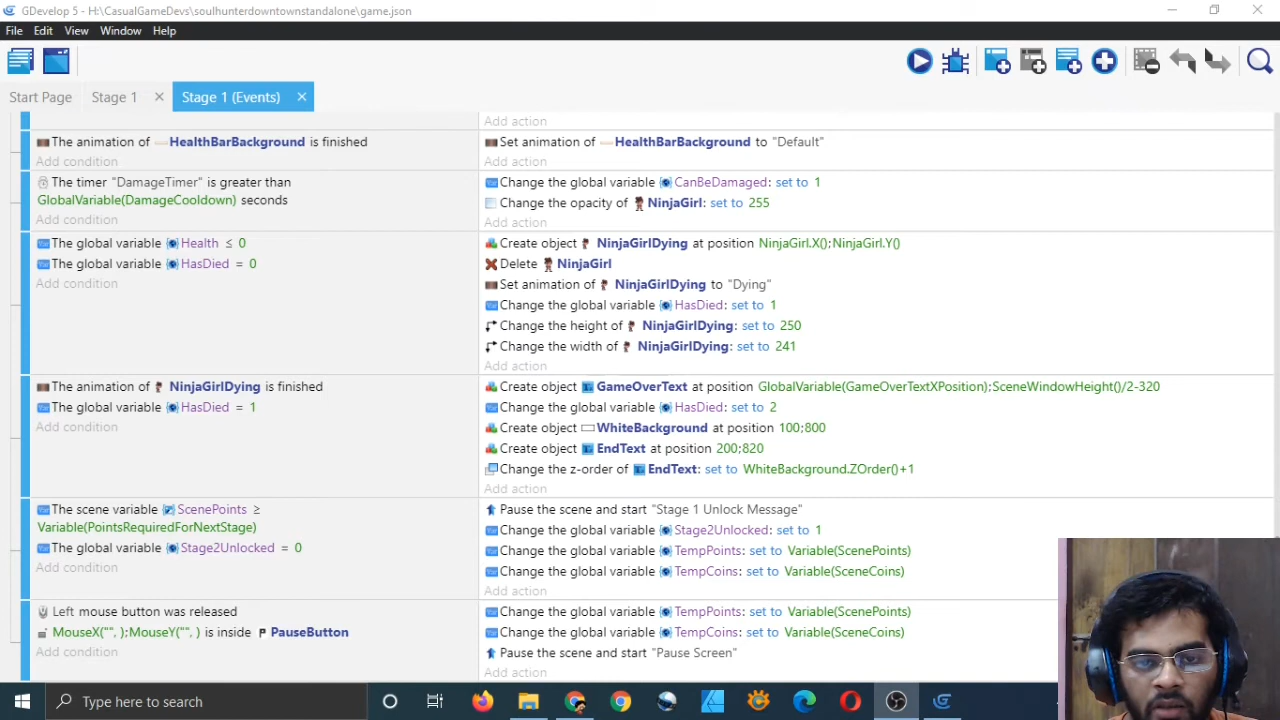 GDevelop 5 - H:\CasualGameDevs\soulhunterdowntownstandalone\game.json
File Edit View Window Help
Start Page Stage 1 × Stage 1 (Events) ×
Add action
The animation of HealthBarBackground is finished
Set animation of HealthBarBackground to "Default"
Add condition
Add action
The timer "DamageTimer" is greater than
GlobalVariable(DamageCooldown) seconds
Add condition
Change the global variable CanBeDamaged: set to 1
Change the opacity of NinjaGirl: set to 255
Add action
The global variable Health ≤ 0
The global variable HasDied = 0
Add condition
Create object NinjaGirlDying at position NinjaGirl.X();NinjaGirl.Y()
Delete NinjaGirl
Set animation of NinjaGirlDying to "Dying"
Change the global variable HasDied: set to 1
Change the height of NinjaGirlDying: set to 250
Change the width of NinjaGirlDying: set to 241
Add action
The animation of NinjaGirlDying is finished
The global variable HasDied = 1
Add condition
Create object GameOverText at position GlobalVariable(GameOverTextXPosition);SceneWindowHeight()/2-320
Change the global variable HasDied: set to 2
Create object WhiteBackground at position 100;800
Create object EndText at position 200;820
Change the z-order of EndText: set to WhiteBackground.ZOrder()+1
Add action
The scene variable ScenePoints ≥
Variable(PointsRequiredForNextStage)
The global variable Stage2Unlocked = 0
Add condition
Pause the scene and start "Stage 1 Unlock Message"
Change the global variable Stage2Unlocked: set to 1
Change the global variable TempPoints: set to Variable(ScenePoints)
Change the global variable TempCoins: set to Variable(SceneCoins)
Add action
Left mouse button was released
MouseX("", );MouseY("", ) is inside PauseButton
Add condition
Change the global variable TempPoints: set to Variable(ScenePoints)
Change the global variable TempCoins: set to Variable(SceneCoins)
Pause the scene and start "Pause Screen"
Add action
Type here to search